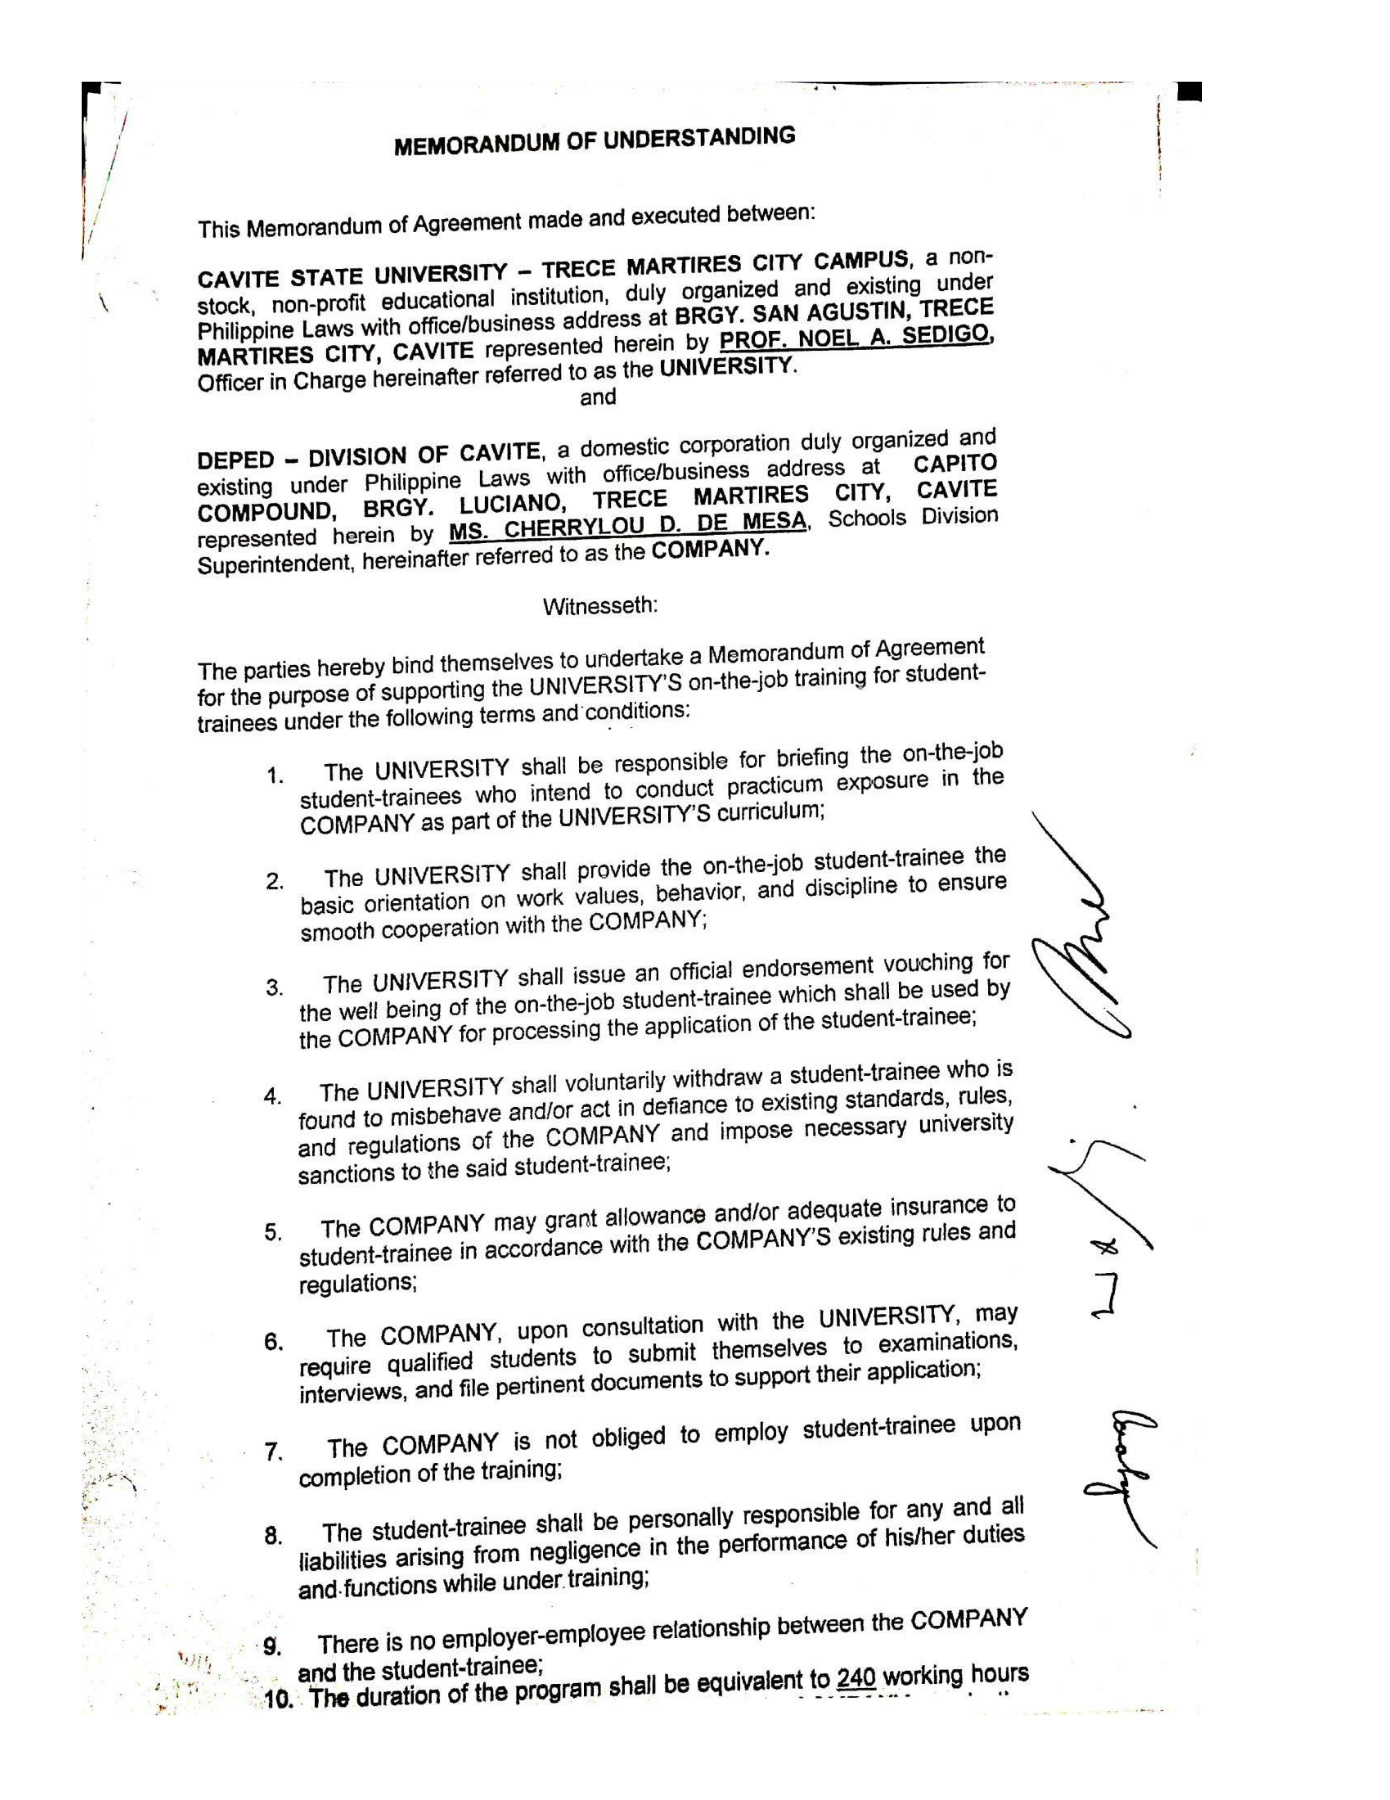 MEMORANDUM OF UNDERSTANDING
This Memorandum of Agreement made and executed between:
CAVITE STATE UNIVERSITY – TRECE MARTIRES CITY CAMPUS, a non-
stock, non-profit educational institution, duly organized and existing under
Philippine Laws with office/business address at BRGY. SAN AGUSTIN, TRECE
MARTIRES CITY, CAVITE represented herein by PROF. NOEL A. SEDIGO,
Officer in Charge hereinafter referred to as the UNIVERSITY.
and
DEPED – DIVISION OF CAVITE, a domestic corporation duly organized and
existing under Philippine Laws with office/business address at CAPITO
COMPOUND, BRGY. LUCIANO, TRECE MARTIRES CITY, CAVITE
represented herein by MS. CHERRYLOU D. DE MESA, Schools Division
Superintendent, hereinafter referred to as the COMPANY.
Witnesseth:
The parties hereby bind themselves to undertake a Memorandum of Agreement
for the purpose of supporting the UNIVERSITY'S on-the-job training for student-
trainees under the following terms and conditions:
1. The UNIVERSITY shall be responsible for briefing the on-the-job
student-trainees who intend to conduct practicum exposure in the
COMPANY as part of the UNIVERSITY'S curriculum;
2. The UNIVERSITY shall provide the on-the-job student-trainee the
basic orientation on work values, behavior, and discipline to ensure
smooth cooperation with the COMPANY;
3. The UNIVERSITY shall issue an official endorsement vouching for
the well being of the on-the-job student-trainee which shall be used by
the COMPANY for processing the application of the student-trainee;
4. The UNIVERSITY shall voluntarily withdraw a student-trainee who is
found to misbehave and/or act in defiance to existing standards, rules,
and regulations of the COMPANY and impose necessary university
sanctions to the said student-trainee;
5. The COMPANY may grant allowance and/or adequate insurance to
student-trainee in accordance with the COMPANY'S existing rules and
regulations;
6. The COMPANY, upon consultation with the UNIVERSITY, may
require qualified students to submit themselves to examinations,
interviews, and file pertinent documents to support their application;
7. The COMPANY is not obliged to employ student-trainee upon
completion of the training;
8. The student-trainee shall be personally responsible for any and all
liabilities arising from negligence in the performance of his/her duties
and functions while under training;
9. There is no employer-employee relationship between the COMPANY
and the student-trainee;
10. The duration of the program shall be equivalent to 240 working hours